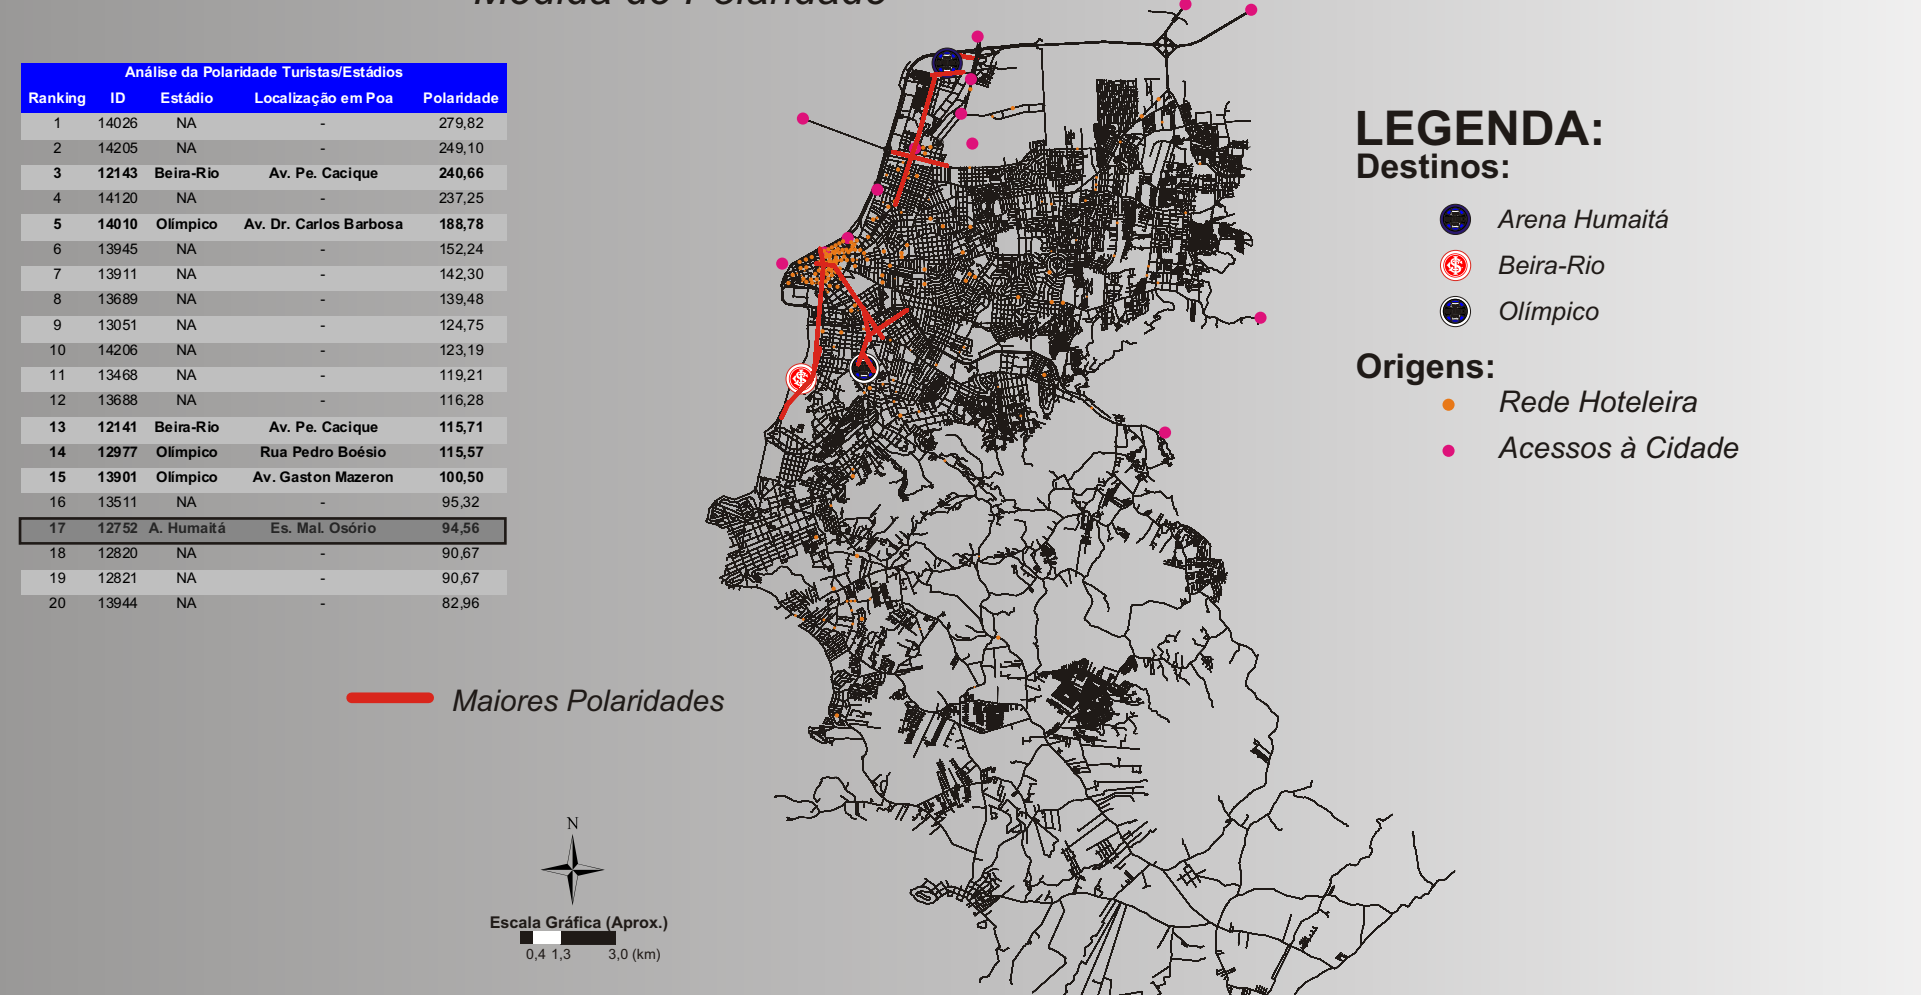 Medida de Polaridade
Análise da Polaridade Turistas/Estádios
Ranking ID Estádio Localização em Poa Polaridade
1 14026 NA - 279,82
2 14205 NA - 249,10
3 12143 Beira-Rio Av. Pe. Cacique 240,66
4 14120 NA - 237,25
5 14010 Olímpico Av. Dr. Carlos Barbosa 188,78
6 13945 NA - 152,24
7 13911 NA - 142,30
8 13689 NA - 139,48
9 13051 NA - 124,75
10 14206 NA - 123,19
11 13468 NA - 119,21
12 13688 NA - 116,28
13 12141 Beira-Rio Av. Pe. Cacique 115,71
14 12977 Olímpico Rua Pedro Boésio 115,57
15 13901 Olímpico Av. Gaston Mazeron 100,50
16 13511 NA - 95,32
17 12752 A. Humaitá Es. Mal. Osório 94,56
18 12820 NA - 90,67
19 12821 NA - 90,67
20 13944 NA - 82,96
LEGENDA:
Destinos:
Arena Humaitá
Beira-Rio
Olímpico
Origens:
Rede Hoteleira
Acessos à Cidade
Maiores Polaridades
N
Escala Gráfica (Aprox.)
0,4 1,3 3,0 (km)